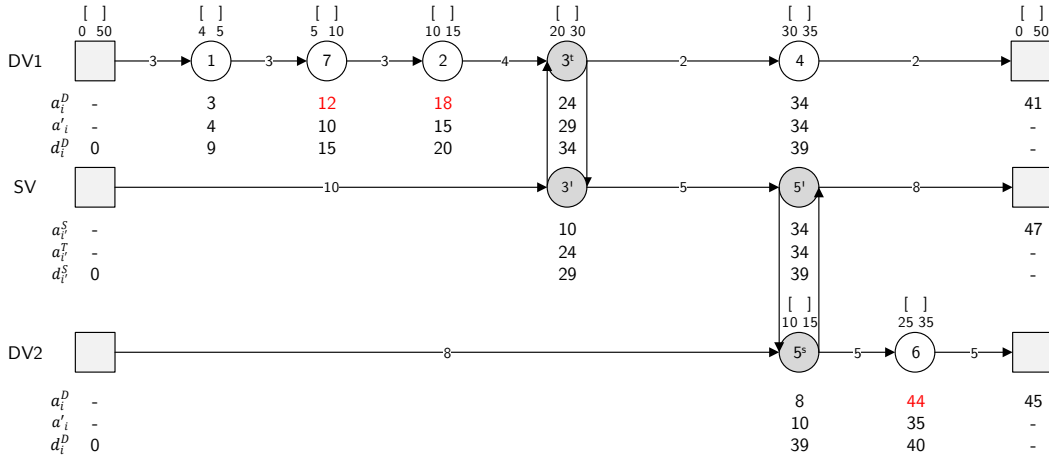 [ ] [ ] [ ] [ ] [ ] [ ] [ ]
0 50 4 5 5 10 10 15 20 30 30 35 0 50
DV1 3 1 3 7 3 2 4 3ᵗ 2 4 2
a_i^D - 3 12 18 24 34 41
a'_i - 4 10 15 29 34 -
d_i^D 0 9 15 20 34 39 -
SV 10 3' 5 5' 8
a_{i'}^S - 10 34 47
a_{i'}^T - 24 34 -
d_{i'}^S 0 29 39 -
[ ] [ ]
10 15 25 35
DV2 8 5ˢ 5 6 5
a_i^D - 8 44 45
a'_i - 10 35 -
d_i^D 0 39 40 -